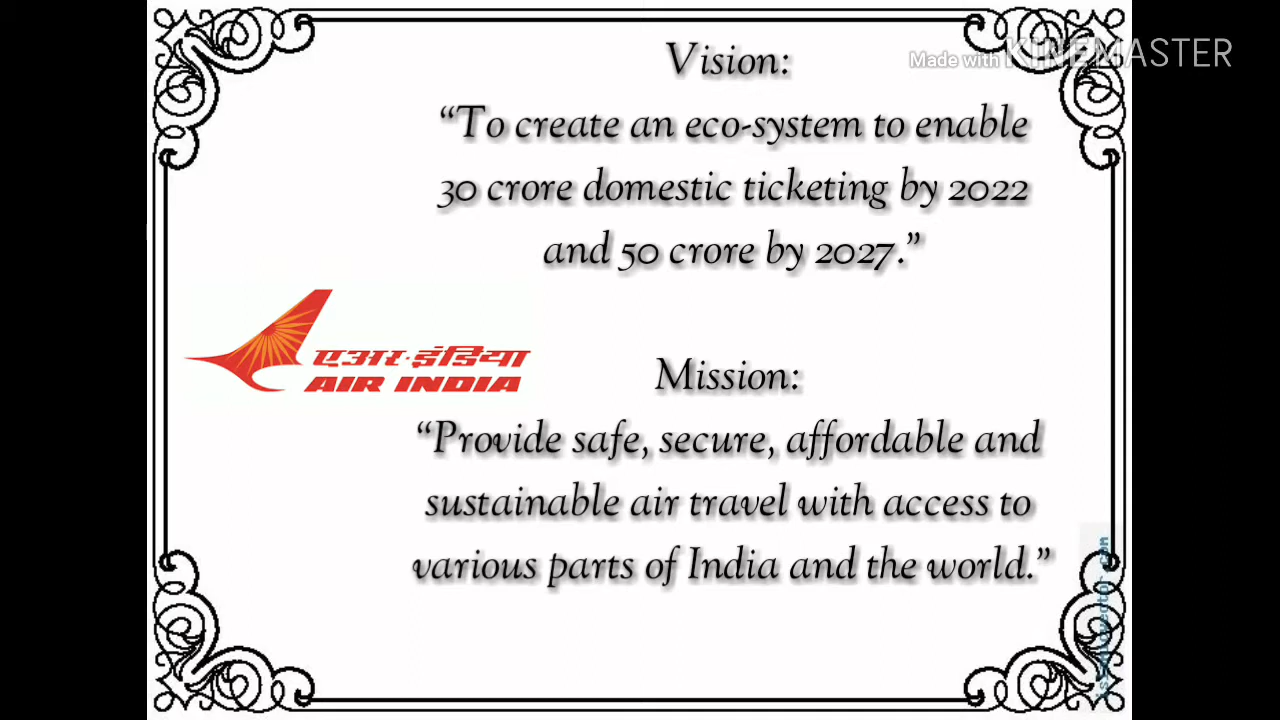 Vision:
Made with KINEMASTER
“To create an eco-system to enable
30 crore domestic ticketing by 2022
and 50 crore by 2027.”
एअर इंडिया
AIR INDIA
Mission:
“Provide safe, secure, affordable and
sustainable air travel with access to
various parts of India and the world.”